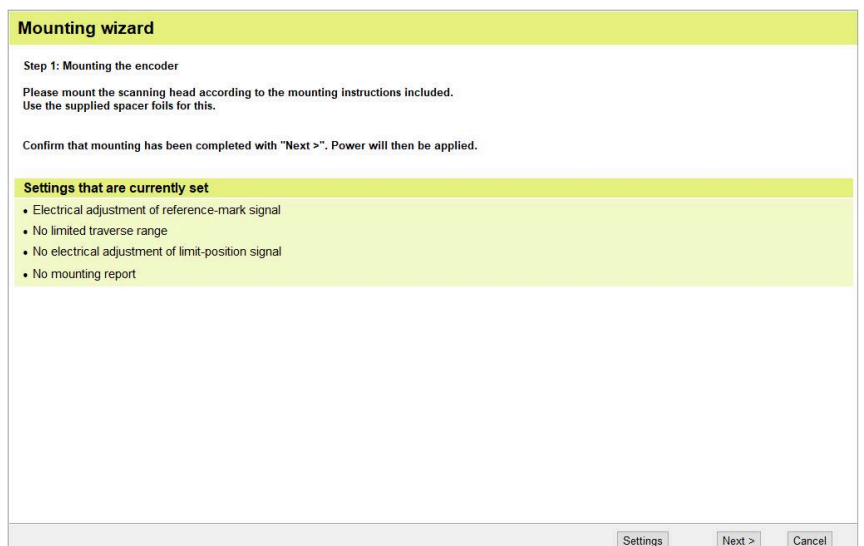 Mounting wizard
Step 1: Mounting the encoder
Please mount the scanning head according to the mounting instructions included.
Use the supplied spacer foils for this.
Confirm that mounting has been completed with "Next >". Power will then be applied.
Settings that are currently set
• Electrical adjustment of reference-mark signal
• No limited traverse range
• No electrical adjustment of limit-position signal
• No mounting report
Settings Next > Cancel